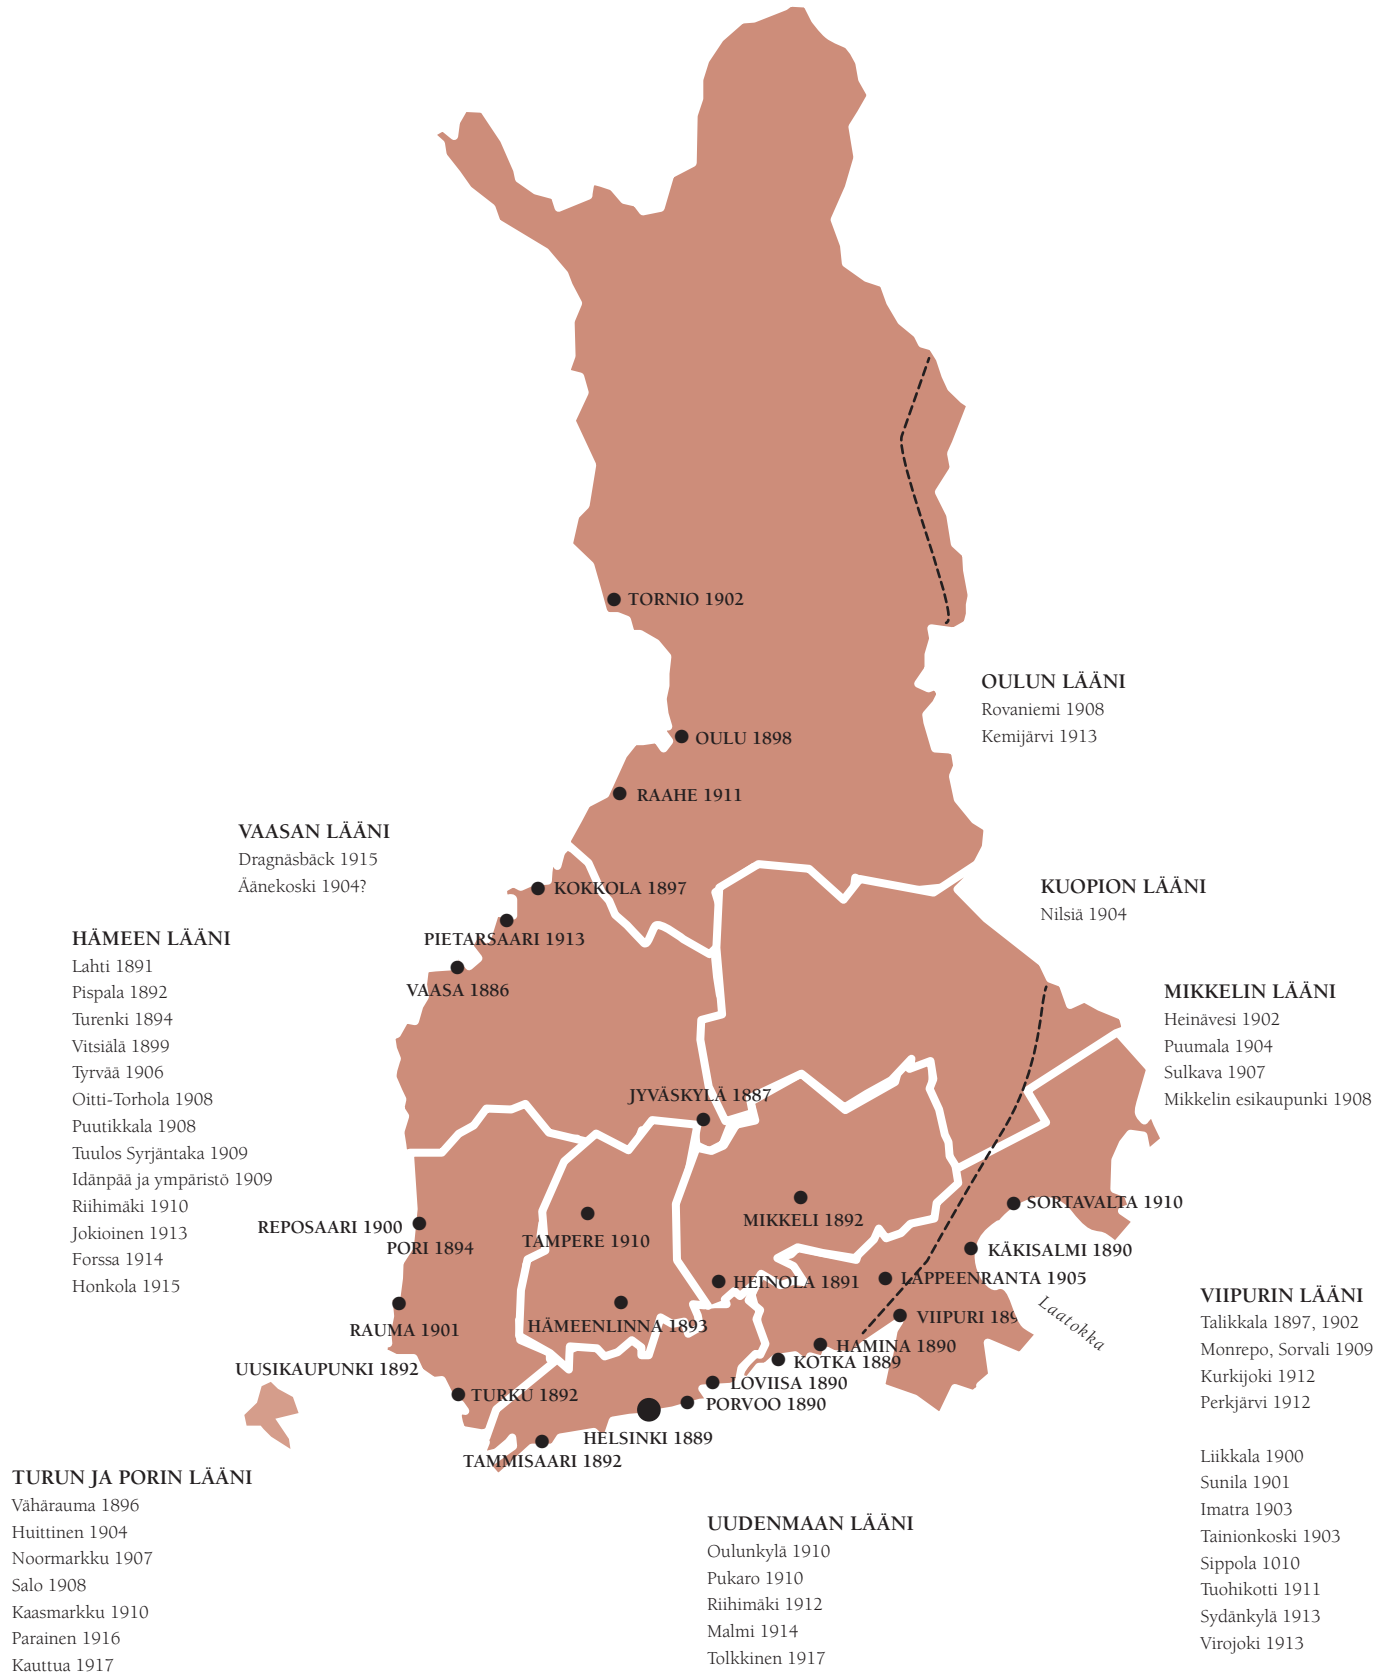 TORNIO 1902
OULUN LÄÄNI
Rovaniemi 1908
Kemijärvi 1913
OULU 1898
RAAHE 1911
VAASAN LÄÄNI
Dragnäsbäck 1915
Äänekoski 1904?
KOKKOLA 1897
KUOPION LÄÄNI
Nilsiä 1904
PIETARSAARI 1913
VAASA 1886
HÄMEEN LÄÄNI
Lahti 1891
Pispala 1892
Turenki 1894
Vitsiälä 1899
Tyrvää 1906
Oitti-Torhola 1908
Puutikkala 1908
Tuulos Syrjäntaka 1909
Idänpää ja ympäristö 1909
Riihimäki 1910
Jokioinen 1913
Forssa 1914
Honkola 1915
MIKKELIN LÄÄNI
Heinävesi 1902
Puumala 1904
Sulkava 1907
Mikkelin esikaupunki 1908
JYVÄSKYLÄ 1887
SORTAVALTA 1910
MIKKELI 1892
REPOSAARI 1900
PORI 1894
TAMPERE 1910
KÄKISALMI 1890
HEINOLA 1891
LAPPEENRANTA 1905
Laatokka
VIIPURI 189
RAUMA 1901
HÄMEENLINNA 1893
HAMINA 1890
KOTKA 1889
UUSIKAUPUNKI 1892
TURKU 1892
LOVIISA 1890
PORVOO 1890
HELSINKI 1889
TAMMISAARI 1892
VIIPURIN LÄÄNI
Talikkala 1897, 1902
Monrepo, Sorvali 1909
Kurkijoki 1912
Perkjärvi 1912
Liikkala 1900
Sunila 1901
Imatra 1903
Tainionkoski 1903
Sippola 1010
Tuohikotti 1911
Sydänkylä 1913
Virojoki 1913
TURUN JA PORIN LÄÄNI
Vähärauma 1896
Huittinen 1904
Noormarkku 1907
Salo 1908
Kaasmarkku 1910
Parainen 1916
Kauttua 1917
UUDENMAAN LÄÄNI
Oulunkylä 1910
Pukaro 1910
Riihimäki 1912
Malmi 1914
Tolkkinen 1917